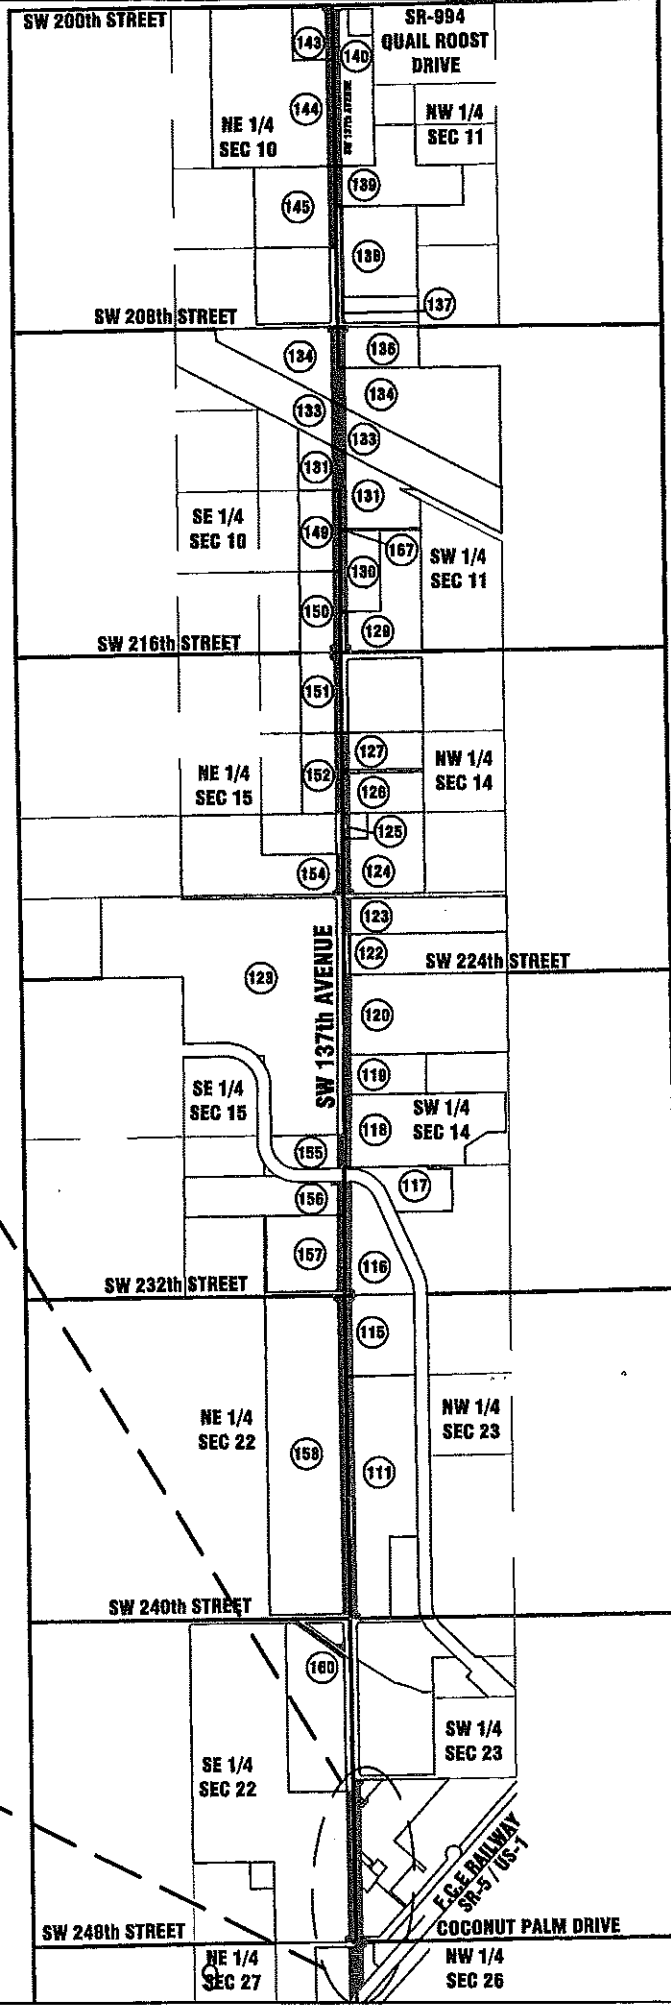 SW 200th STREET
SR-994
QUAIL ROOST
DRIVE
143
140
SW 137th AVENUE
144
NE 1/4
SEC 10
NW 1/4
SEC 11
139
145
138
137
SW 208th STREET
134
136
134
133
133
131
131
SE 1/4
SEC 10
149
167
130
SW 1/4
SEC 11
150
129
SW 216th STREET
151
127
NE 1/4
SEC 15
152
NW 1/4
SEC 14
126
125
154
124
123
122
SW 224th STREET
128
SW 137th AVENUE
120
119
SE 1/4
SEC 15
118
SW 1/4
SEC 14
155
117
156
157
116
SW 232th STREET
115
NE 1/4
SEC 22
158
111
NW 1/4
SEC 23
SW 240th STREET
160
SW 1/4
SEC 23
SE 1/4
SEC 22
F.C.E RAILWAY
SR-5 / US-1
SW 248th STREET
COCONUT PALM DRIVE
NE 1/4
SEC 27
NW 1/4
SEC 26